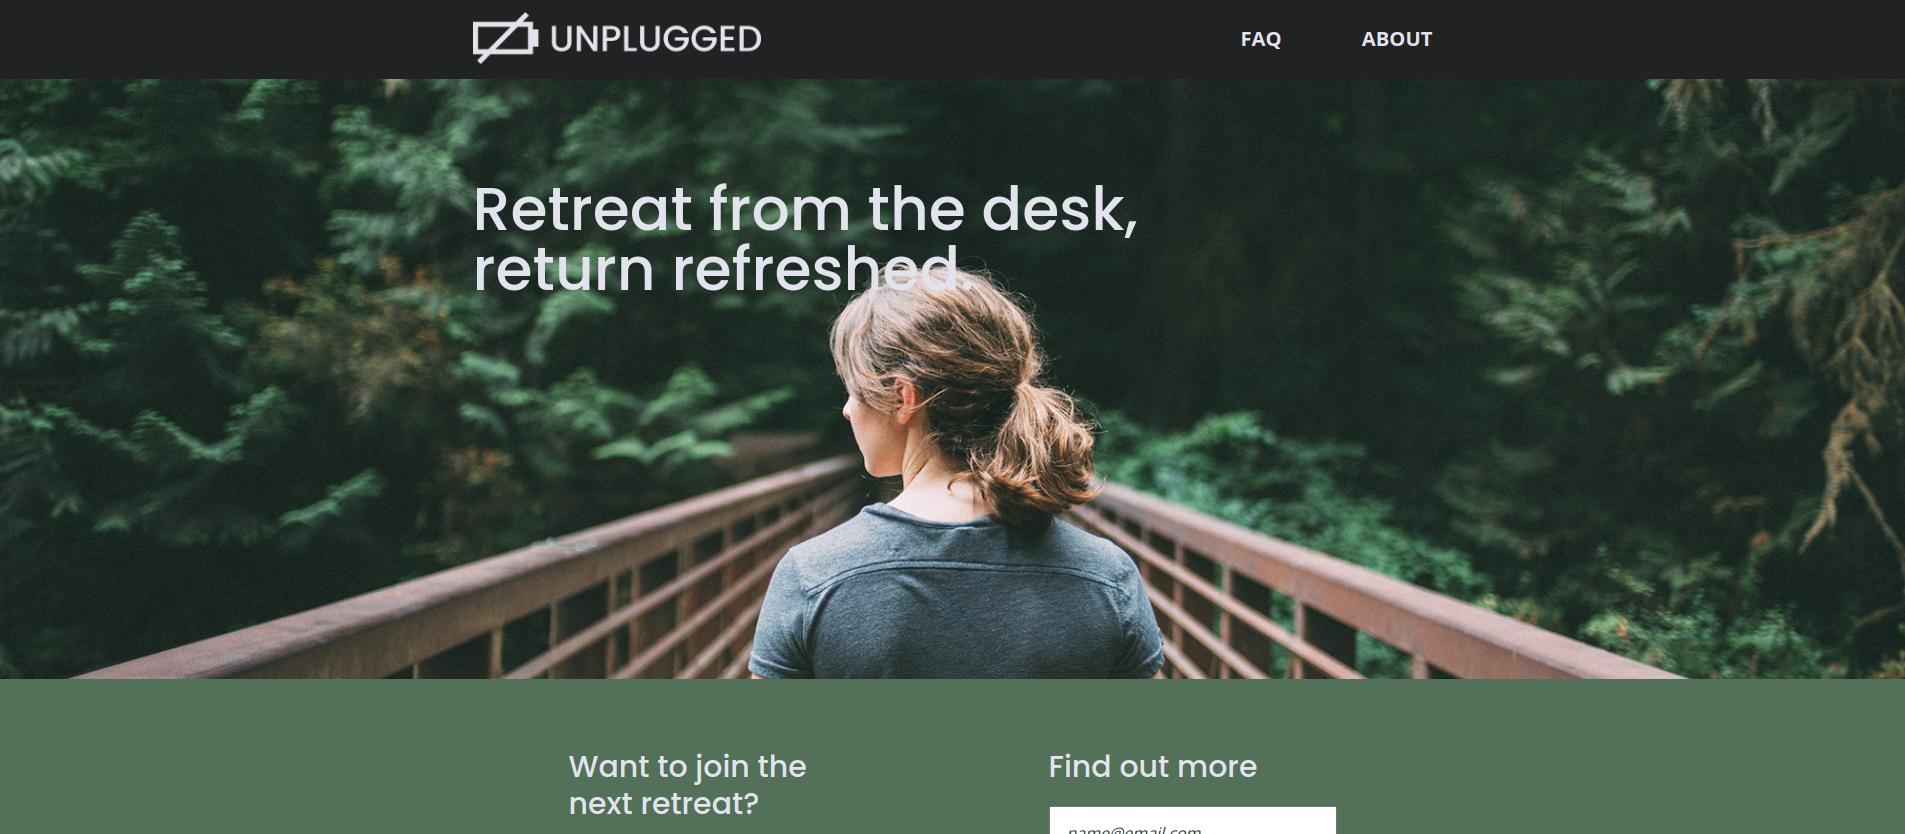 UNPLUGGED
FAQ
ABOUT
Retreat from the desk,
return refreshed.
Want to join the
next retreat?
Find out more
name@email.com